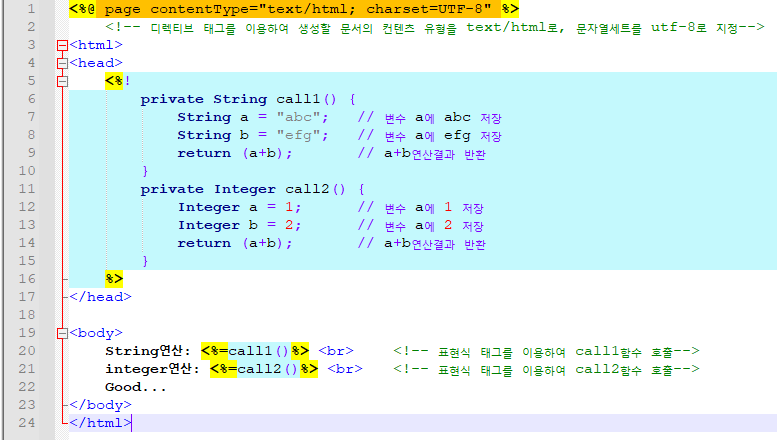 1 <%@ page contentType="text/html; charset=UTF-8" %>
2 <!-- 디렉티브 태그를 이용하여 생성할 문서의 컨텐츠 유형을 text/html로, 문자열세트를 utf-8로 지정-->
3 <html>
4 <head>
5 <%!
6 private String call1() {
7 String a = "abc"; // 변수 a에 abc 저장
8 String b = "efg"; // 변수 a에 efg 저장
9 return (a+b); // a+b연산결과 반환
10 }
11 private Integer call2() {
12 Integer a = 1; // 변수 a에 1 저장
13 Integer b = 2; // 변수 a에 2 저장
14 return (a+b); // a+b연산결과 반환
15 }
16 %>
17 </head>
18
19 <body>
20 String연산: <%=call1()%> <br> <!-- 표현식 태그를 이용하여 call1함수 호출-->
21 integer연산: <%=call2()%> <br> <!-- 표현식 태그를 이용하여 call2함수 호출-->
22 Good...
23 </body>
24 </html>